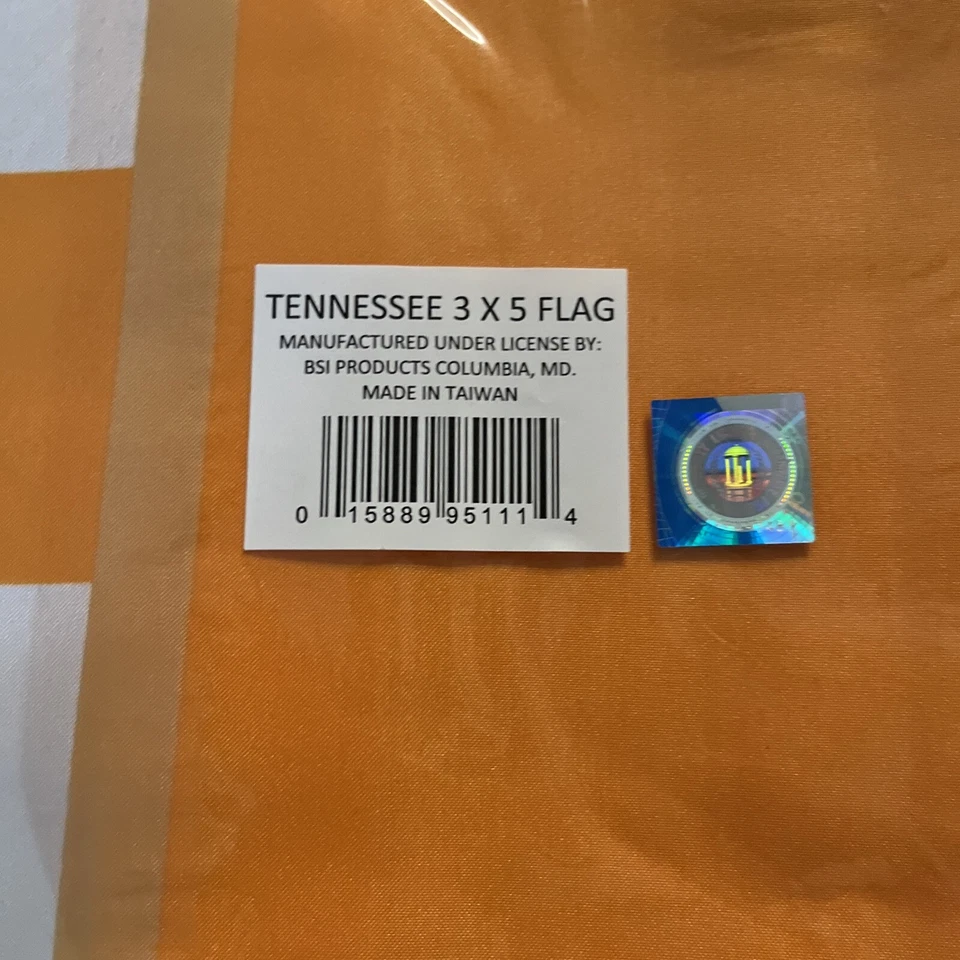 TENNESSEE 3 X 5 FLAG
MANUFACTURED UNDER LICENSE BY:
BSI PRODUCTS COLUMBIA, MD.
MADE IN TAIWAN
0 15889 95111 4